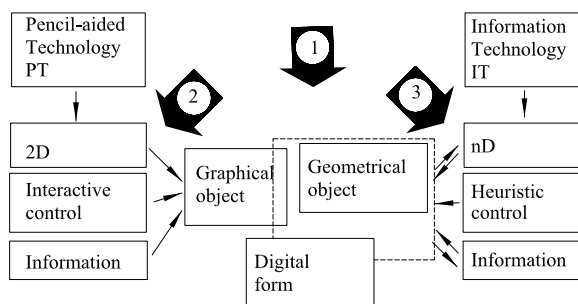 Pencil-aided
Technology
PT
1
Information
Technology
IT
2
3
2D
Graphical
object
Geometrical
object
nD
Interactive
control
Heuristic
control
Information
Digital
form
Information